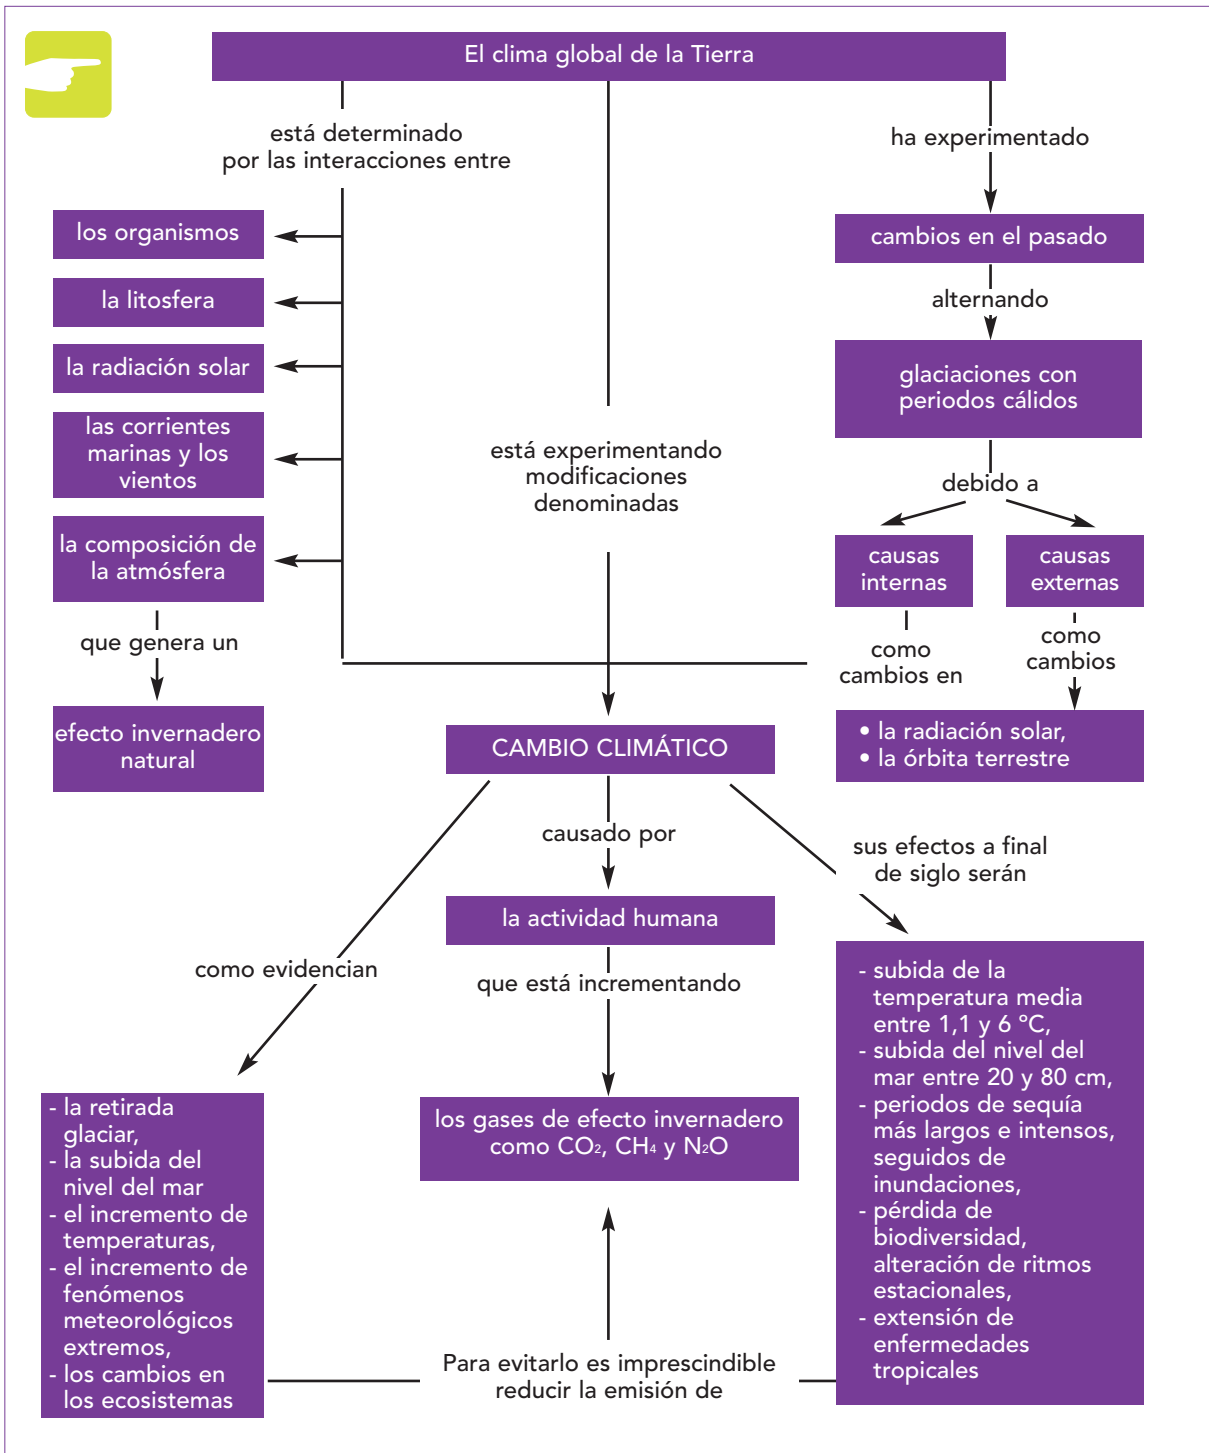 El clima global de la Tierra
está determinado
por las interacciones entre
los organismos
la litosfera
la radiación solar
las corrientes
marinas y los
vientos
la composición de
la atmósfera
que genera un
efecto invernadero
natural
está experimentando
modificaciones
denominadas
ha experimentado
cambios en el pasado
alternando
glaciaciones con
periodos cálidos
debido a
causas
internas
como
cambios en
causas
externas
como
cambios
• la radiación solar,
• la órbita terrestre
CAMBIO CLIMÁTICO
como evidencian
- la retirada
glaciar,
- la subida del
nivel del mar
- el incremento de
temperaturas,
- el incremento de
fenómenos
meteorológicos
extremos,
- los cambios en
los ecosistemas
causado por
la actividad humana
que está incrementando
los gases de efecto invernadero
como CO₂, CH₄ y N₂O
Para evitarlo es imprescindible
reducir la emisión de
sus efectos a final
de siglo serán
- subida de la
temperatura media
entre 1,1 y 6 ºC,
- subida del nivel del
mar entre 20 y 80 cm,
- periodos de sequía
más largos e intensos,
seguidos de
inundaciones,
- pérdida de
biodiversidad,
alteración de ritmos
estacionales,
- extensión de
enfermedades
tropicales